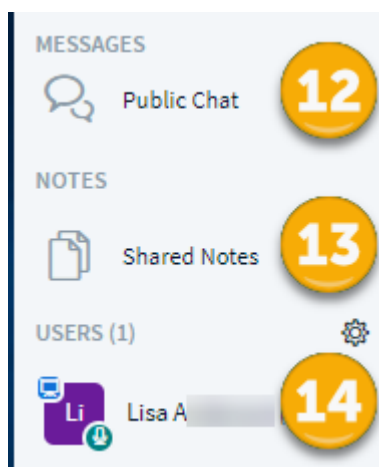 MESSAGES
Public Chat 12
NOTES
Shared Notes 13
USERS (1)
Li Lisa A 14